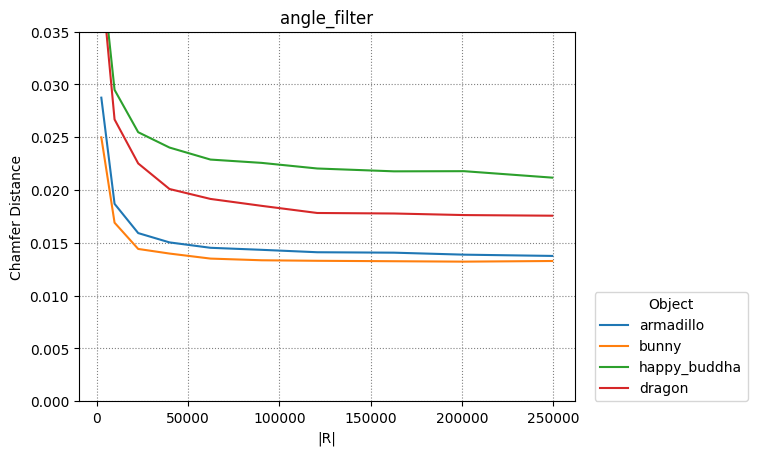 angle_filter
0.035
0.030
0.025
0.020
0.015
0.010
0.005
0.000
Chamfer Distance
0
50000
100000
150000
200000
250000
|R|
Object
armadillo
bunny
happy_buddha
dragon